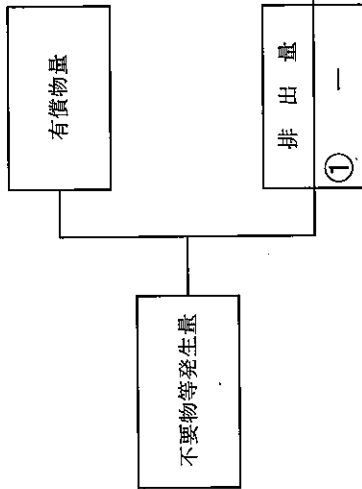 有償物量
不要物等発生量
排出量
①
一